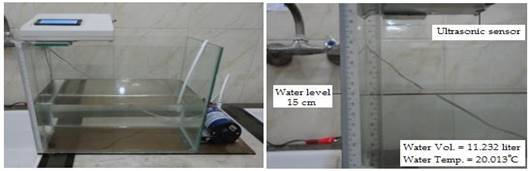 Ultrasonic sensor
Water level
15 cm
Water Vol. = 11.232 liter
Water Temp. = 20.013°C